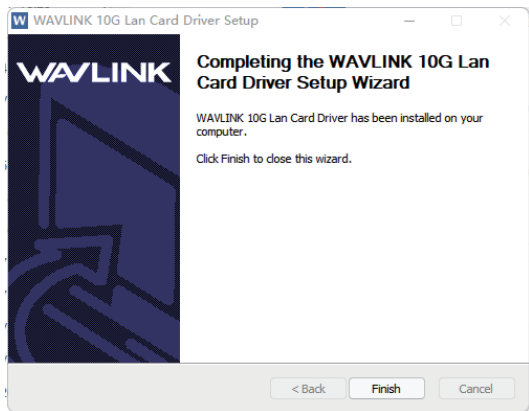 W WAVLINK 10G Lan Card Driver Setup
WAVLINK
Completing the WAVLINK 10G Lan
Card Driver Setup Wizard
WAVLINK 10G Lan Card Driver has been installed on your
computer.
Click Finish to close this wizard.
< Back Finish Cancel